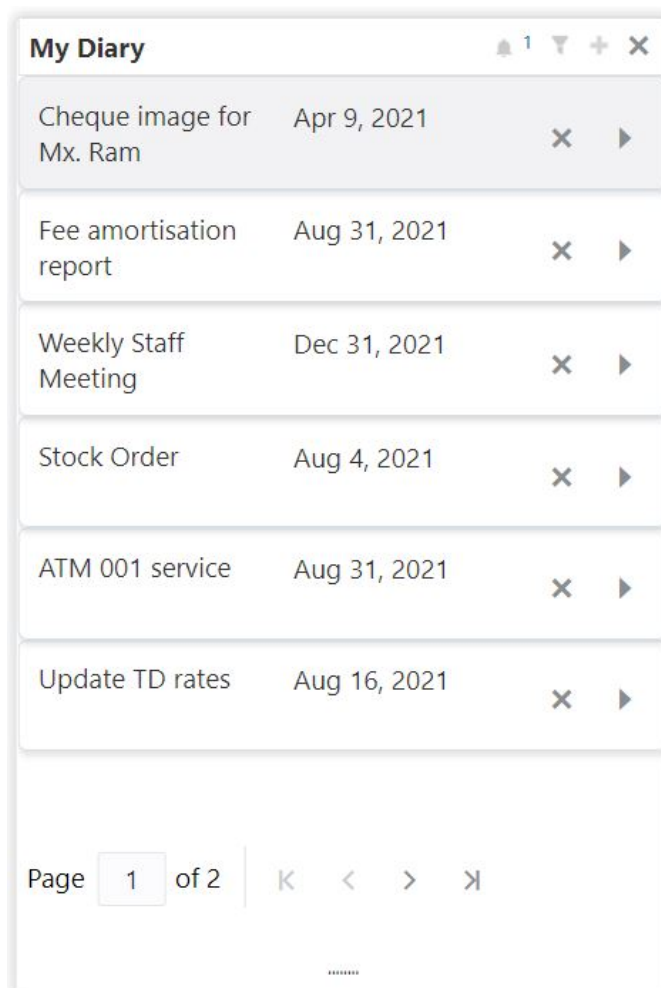 My Diary 1
Cheque image for Apr 9, 2021
Mx. Ram
Fee amortisation Aug 31, 2021
report
Weekly Staff Dec 31, 2021
Meeting
Stock Order Aug 4, 2021
ATM 001 service Aug 31, 2021
Update TD rates Aug 16, 2021
Page 1 of 2